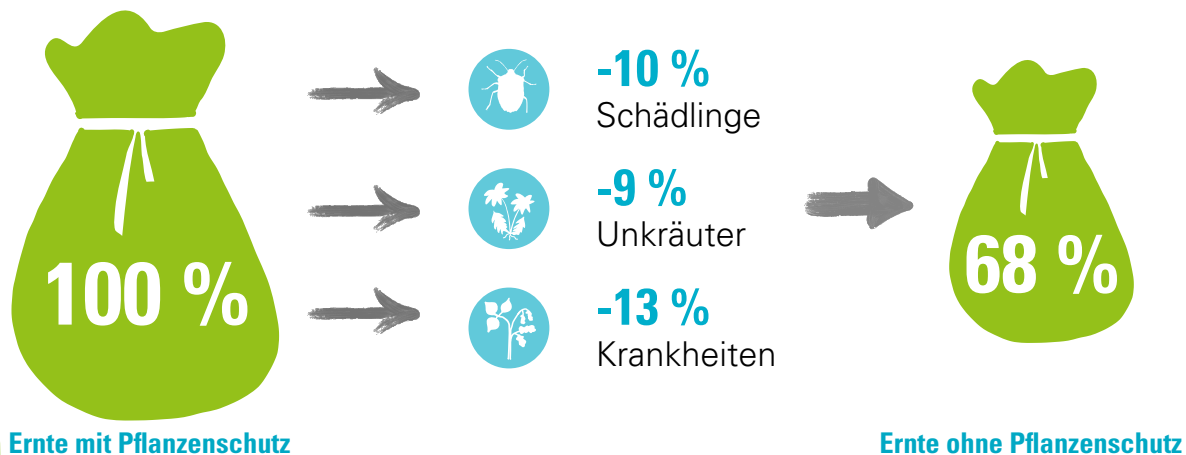 100 %
-10 %
Schädlinge
-9 %
Unkräuter
-13 %
Krankheiten
68 %
Ernte mit Pflanzenschutz
Ernte ohne Pflanzenschutz